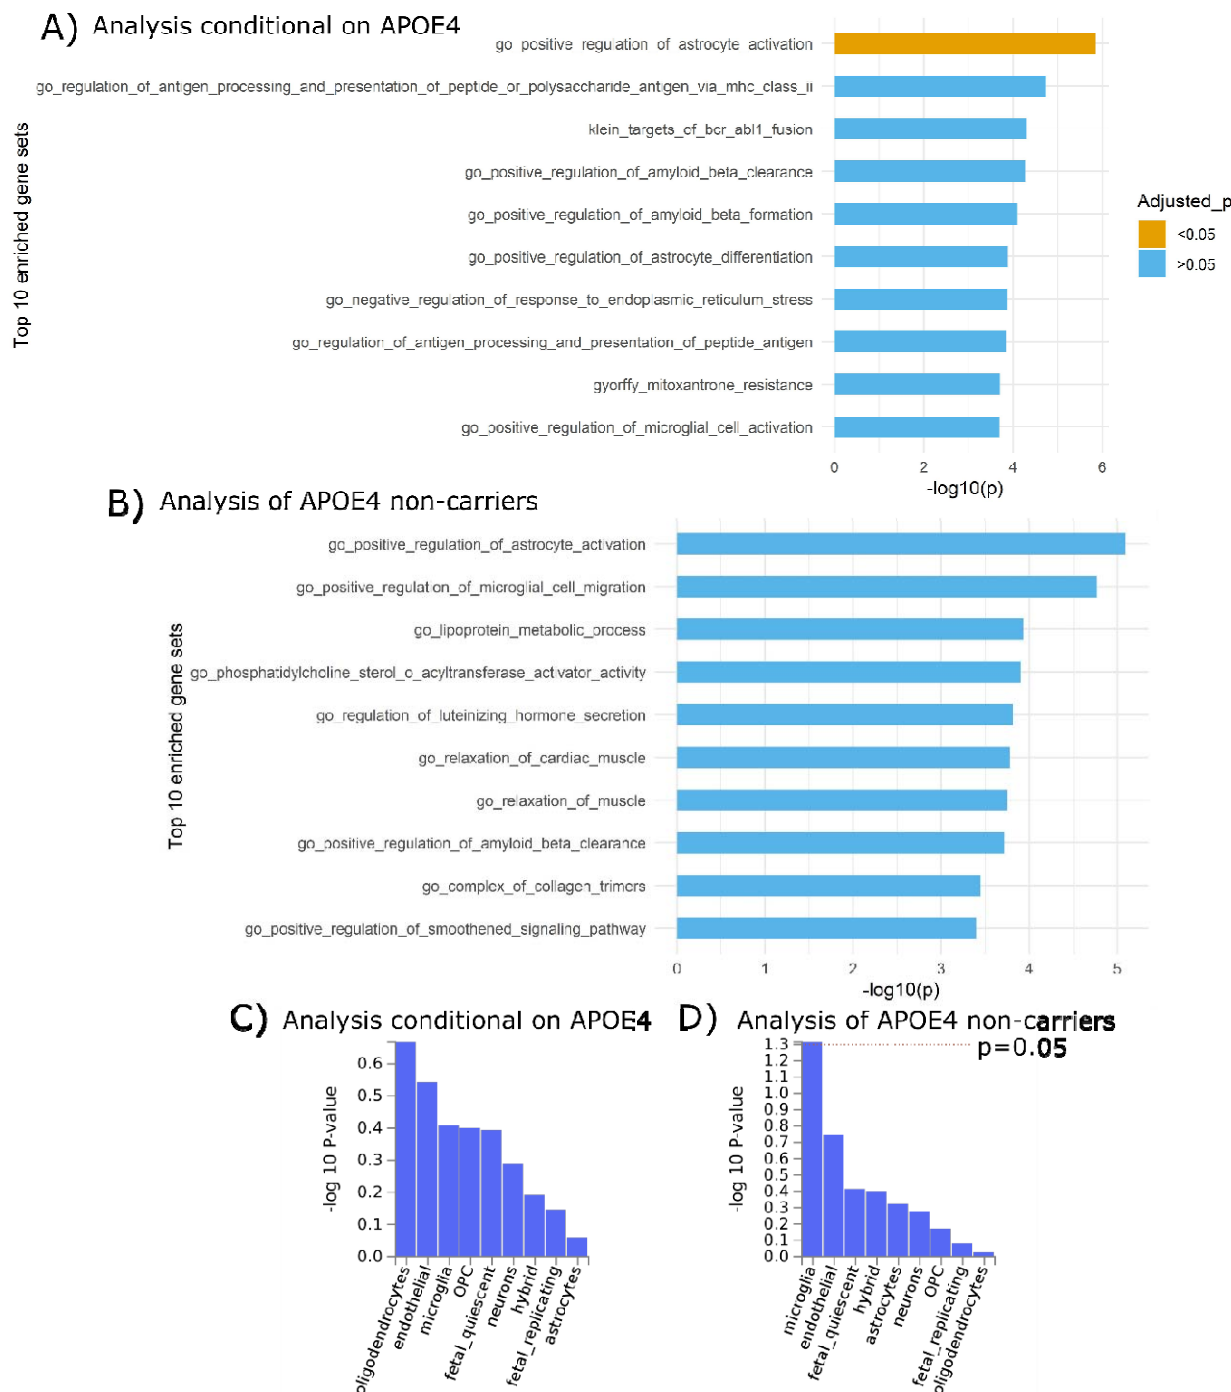 A) Analysis conditional on APOE4
Top 10 enriched gene sets
go_positive_regulation_of_astrocyte_activation
go_regulation_of_antigen_processing_and_presentation_of_peptide_or_polysaccharide_antigen_via_mhc_class_ii
klein_targets_of_bcr_abl1_fusion
go_positive_regulation_of_amyloid_beta_clearance
go_positive_regulation_of_amyloid_beta_formation
go_positive_regulation_of_astrocyte_differentiation
go_negative_regulation_of_response_to_endoplasmic_reticulum_stress
go_regulation_of_antigen_processing_and_presentation_of_peptide_antigen
gyorffy_mitoxantrone_resistance
go_positive_regulation_of_microglial_cell_activation
0 2 4 6
-log10(p)
Adjusted_p
<0.05
>0.05
B) Analysis of APOE4 non-carriers
Top 10 enriched gene sets
go_positive_regulation_of_astrocyte_activation
go_positive_regulation_of_microglial_cell_migration
go_lipoprotein_metabolic_process
go_phosphatidylcholine_sterol_o_acyltransferase_activator_activity
go_regulation_of_luteinizing_hormone_secretion
go_relaxation_of_cardiac_muscle
go_relaxation_of_muscle
go_positive_regulation_of_amyloid_beta_clearance
go_complex_of_collagen_trimers
go_positive_regulation_of_smoothened_signaling_pathway
0 1 2 3 4 5
-log10(p)
C) Analysis conditional on APOE4
-log 10 P-value
0.6
0.5
0.4
0.3
0.2
0.1
0.0
oligodendrocytes
endothelial
microglia
OPC
fetal_quiescent
neurons
hybrid
fetal_replicating
astrocytes
D) Analysis of APOE4 non-carriers
p=0.05
-log 10 P-value
1.3
1.2
1.1
1.0
0.9
0.8
0.7
0.6
0.5
0.4
0.3
0.2
0.1
0.0
microglia
endothelial
fetal_quiescent
hybrid
astrocytes
neurons
OPC
fetal_replicating
oligodendrocytes